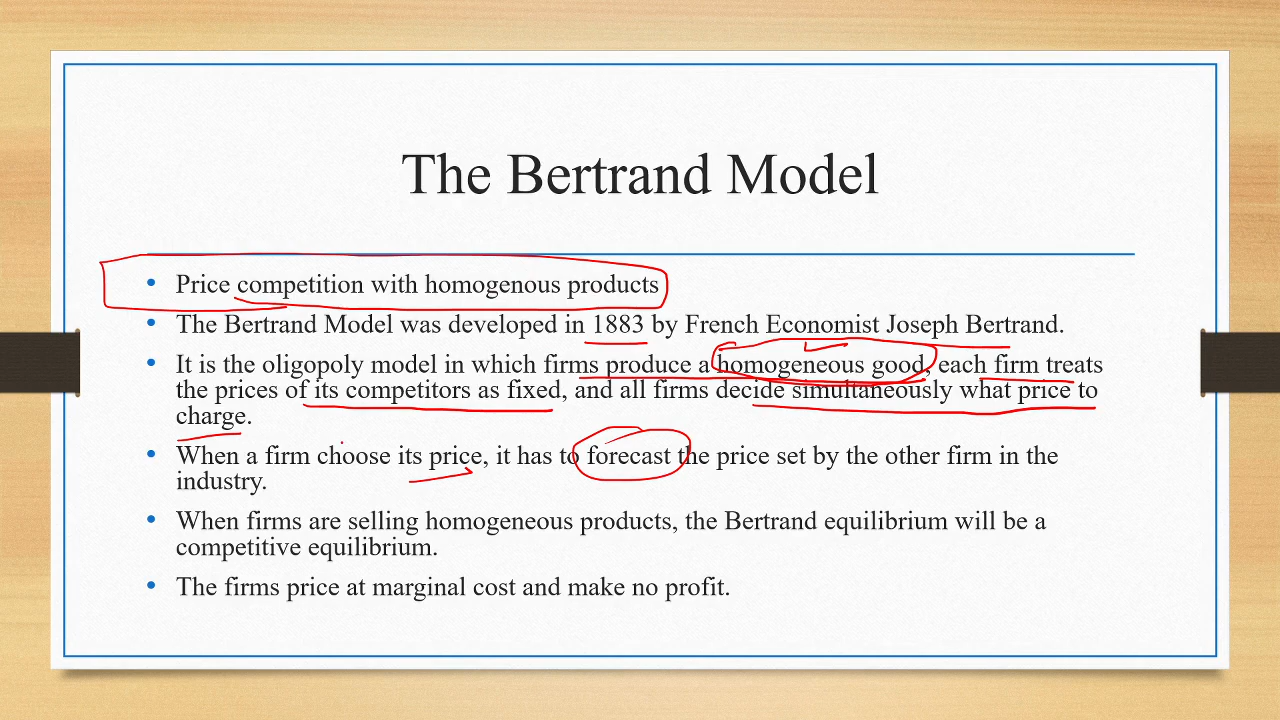 The Bertrand Model
• Price competition with homogenous products
• The Bertrand Model was developed in 1883 by French Economist Joseph Bertrand.
• It is the oligopoly model in which firms produce a homogeneous good, each firm treats
the prices of its competitors as fixed, and all firms decide simultaneously what price to
charge.
• When a firm choose its price, it has to forecast the price set by the other firm in the
industry.
• When firms are selling homogeneous products, the Bertrand equilibrium will be a
competitive equilibrium.
• The firms price at marginal cost and make no profit.